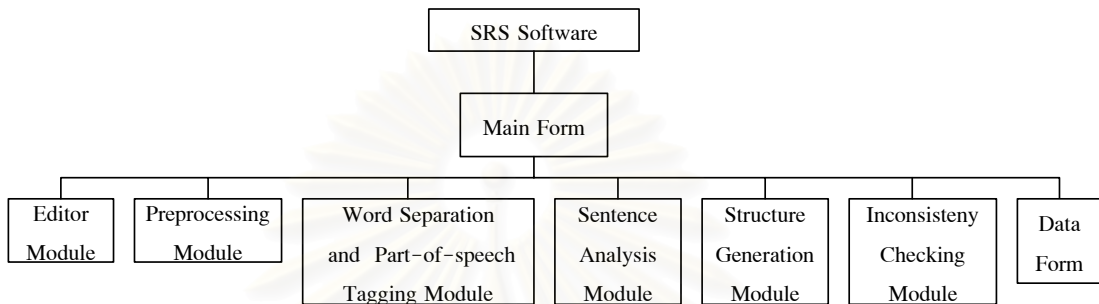 SRS Software
Main Form
Editor
Module
Preprocessing
Module
Word Separation
and Part-of-speech
Tagging Module
Sentence
Analysis
Module
Structure
Generation
Module
Inconsisteny
Checking
Module
Data
Form